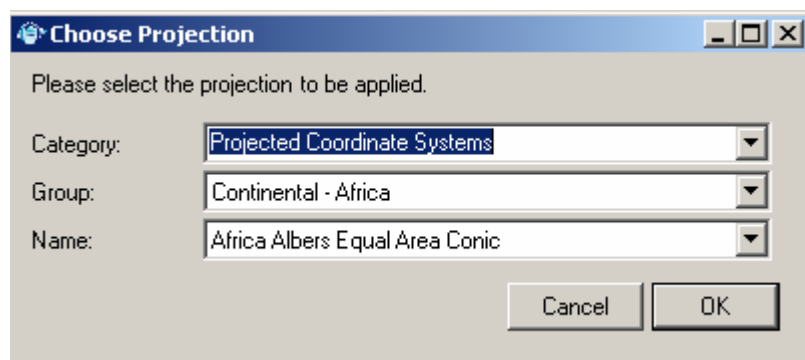 Choose Projection
Please select the projection to be applied.
Category: Projected Coordinate Systems
Group: Continental - Africa
Name: Africa Albers Equal Area Conic
Cancel OK